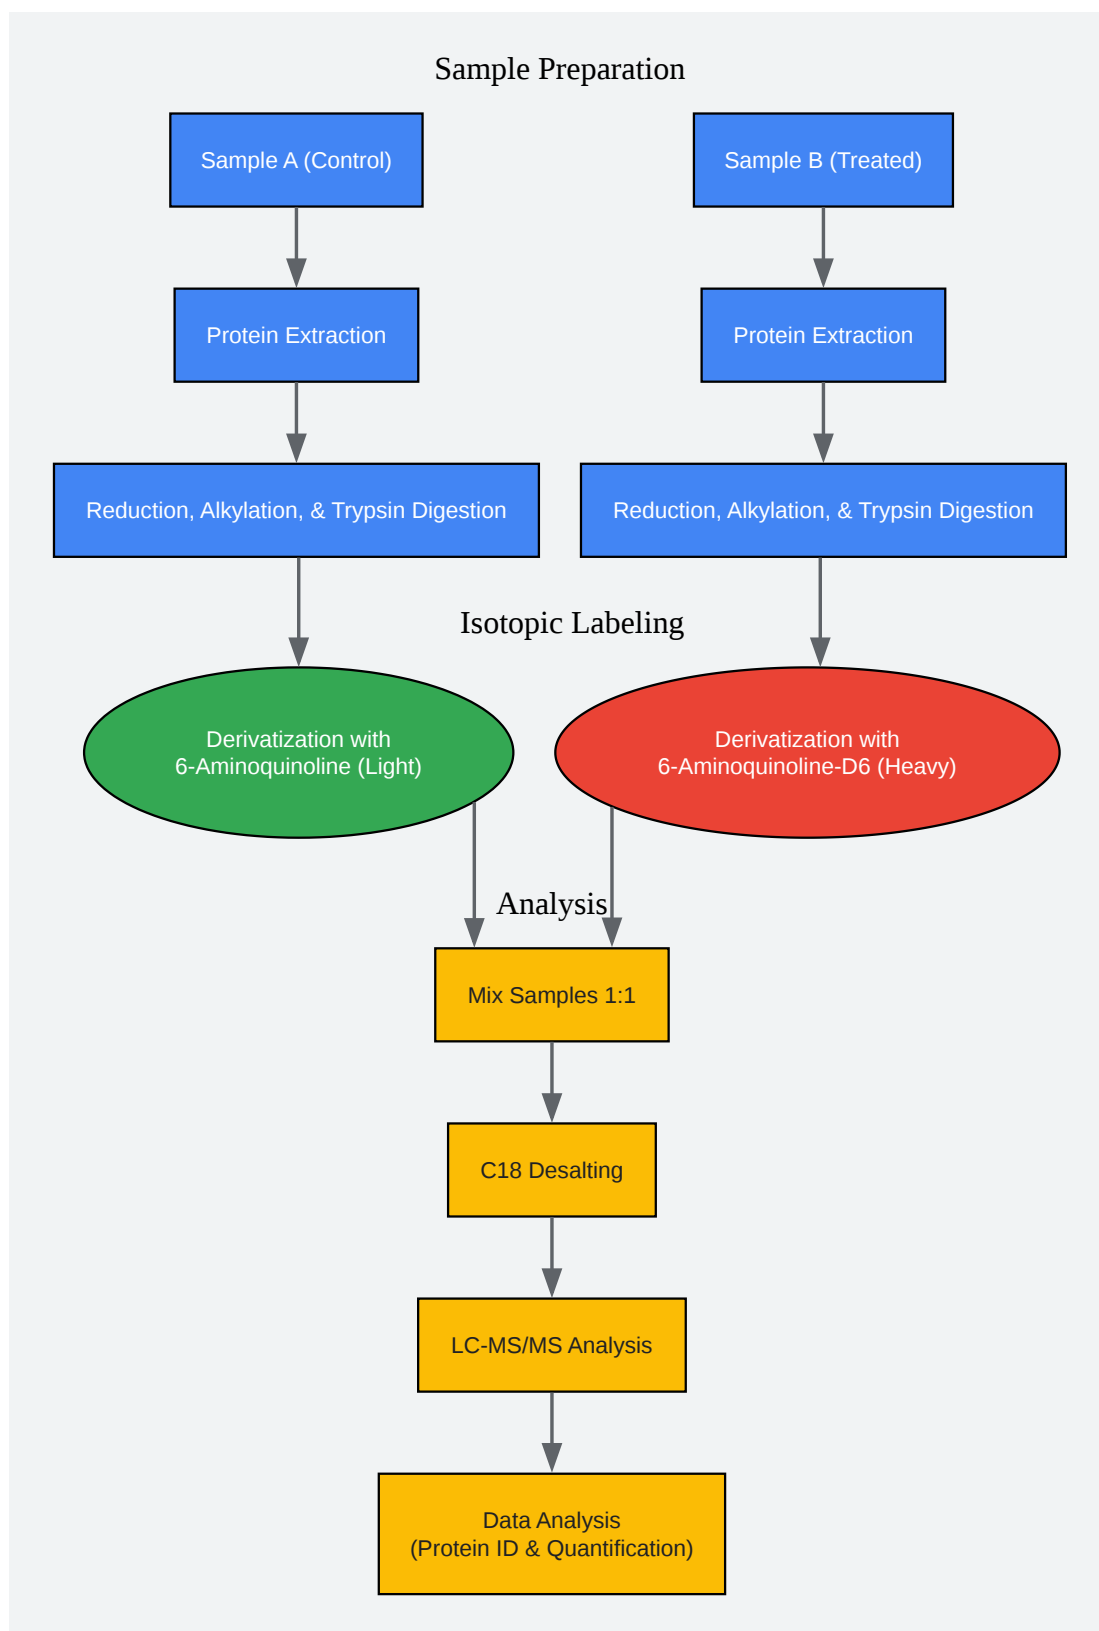 Sample Preparation
Sample A (Control)
Sample B (Treated)
Protein Extraction
Protein Extraction
Reduction, Alkylation, & Trypsin Digestion
Reduction, Alkylation, & Trypsin Digestion
Isotopic Labeling
Derivatization with
6-Aminoquinoline (Light)
Derivatization with
6-Aminoquinoline-D6 (Heavy)
Analysis
Mix Samples 1:1
C18 Desalting
LC-MS/MS Analysis
Data Analysis
(Protein ID & Quantification)